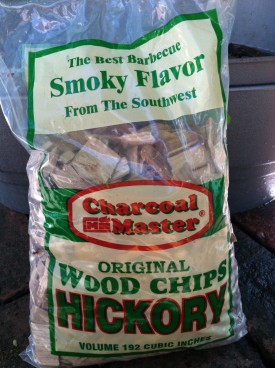 The Best Barbecue
Smoky Flavor
From The Southwest
Charcoal
Master®
ORIGINAL
WOOD CHIPS
HICKORY
VOLUME 192 CUBIC INCHES